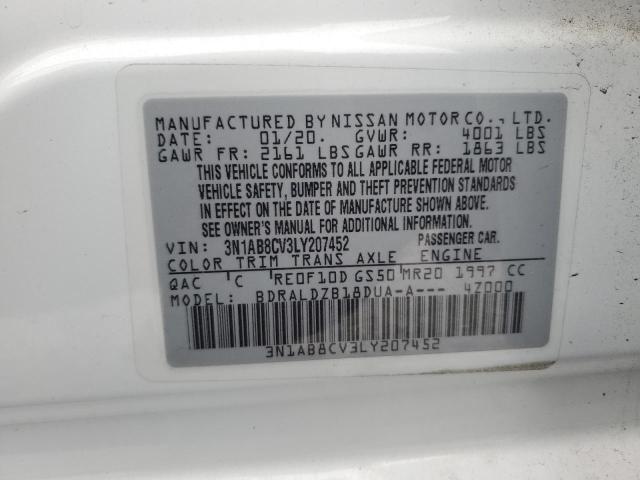 MANUFACTURED BY NISSAN MOTOR CO., LTD.
DATE: 01/20. GVWR: 4001 LBS
GAWR FR: 2161 LBS GAWR RR: 1863 LBS
THIS VEHICLE CONFORMS TO ALL APPLICABLE FEDERAL MOTOR
VEHICLE SAFETY, BUMPER AND THEFT PREVENTION STANDARDS
IN EFFECT ON THE DATE OF MANUFACTURE SHOWN ABOVE.
SEE OWNER'S MANUAL FOR ADDITIONAL INFORMATION.
VIN: 3N1AB8CV3LY207452 PASSENGER CAR.
COLOR TRIM TRANS AXLE ENGINE
QAC C RE0F10D GS50 MR20 1997 CC
MODEL: BDRALDZB18DUA-A--- 4Z000
3N1AB8CV3LY207452